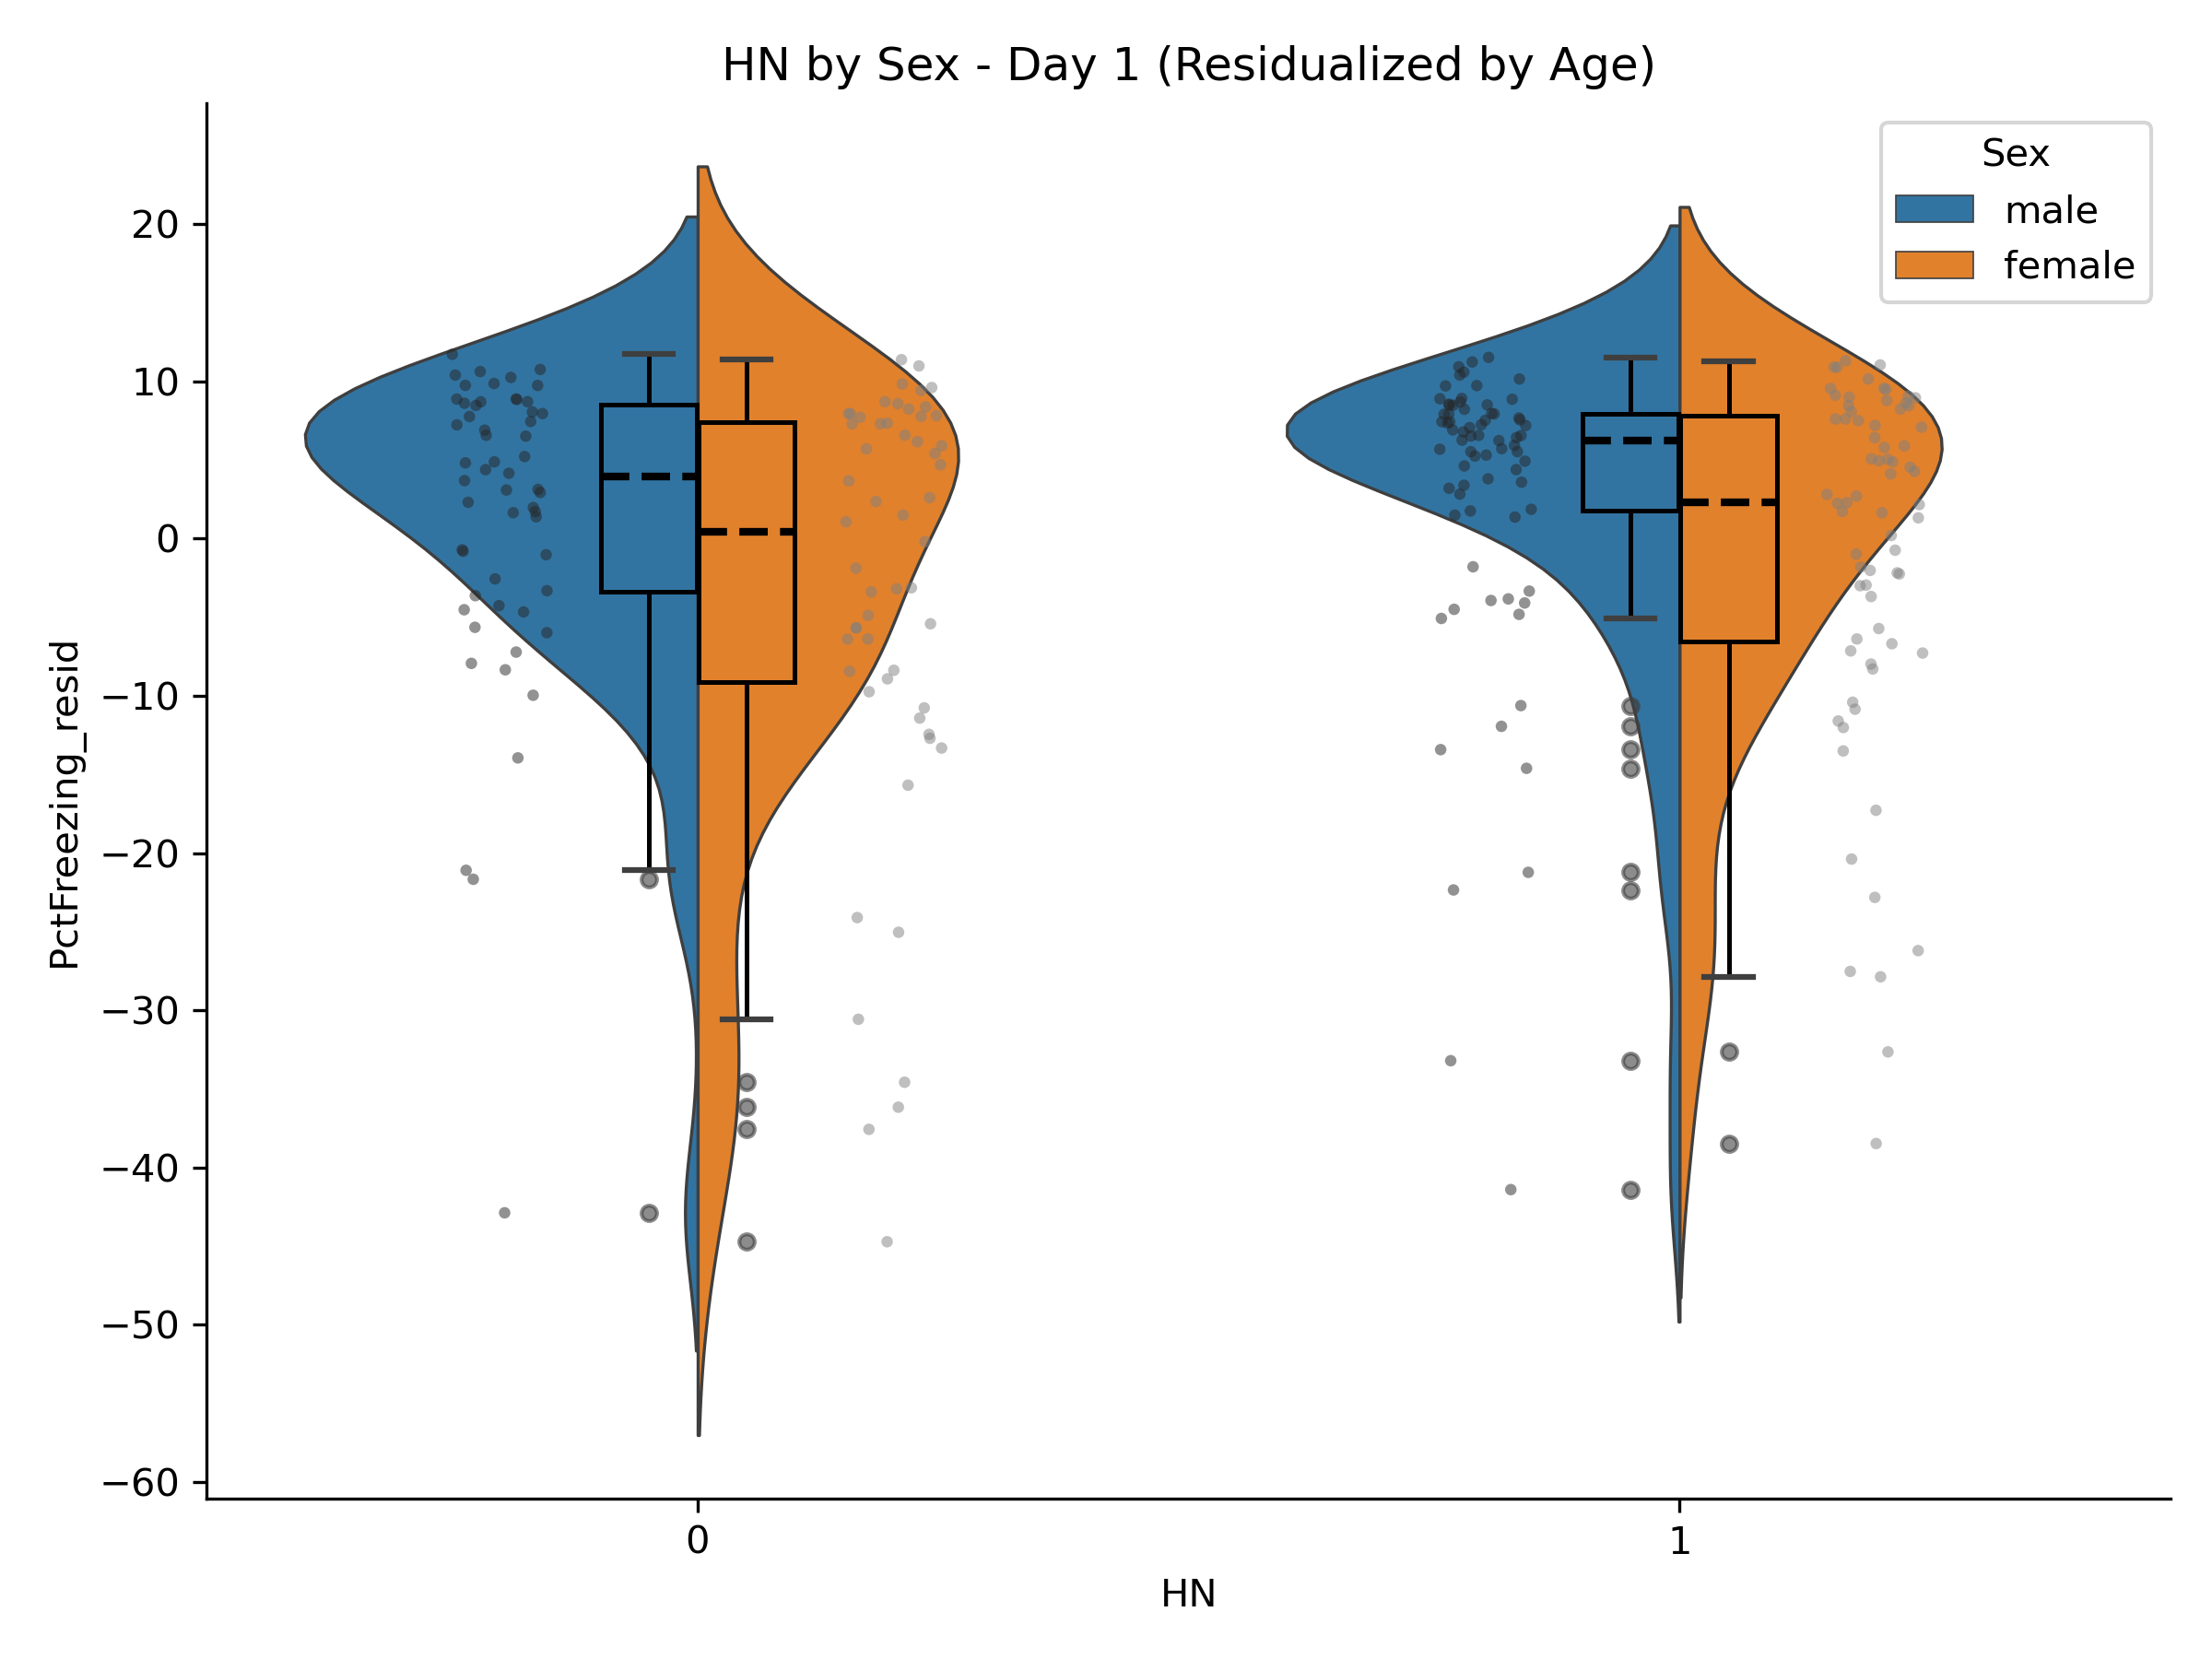 HN by Sex - Day 1 (Residualized by Age)
Sex
male
female
20
10
0
−10
−20
−30
−40
−50
−60
PctFreezing_resid
0
1
HN